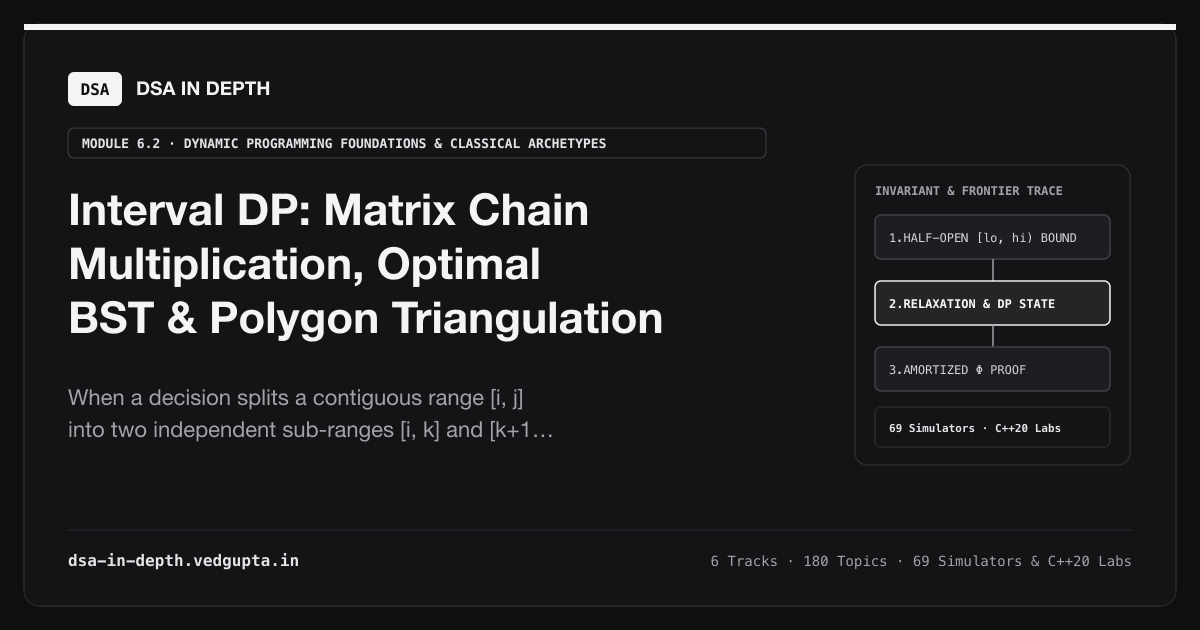 DSA DSA IN DEPTH
MODULE 6.2 · DYNAMIC PROGRAMMING FOUNDATIONS & CLASSICAL ARCHETYPES
Interval DP: Matrix Chain
Multiplication, Optimal
BST & Polygon Triangulation
When a decision splits a contiguous range [i, j]
into two independent sub-ranges [i, k] and [k+1…
INVARIANT & FRONTIER TRACE
1.HALF-OPEN [lo, hi) BOUND
2.RELAXATION & DP STATE
3.AMORTIZED Φ PROOF
69 Simulators · C++20 Labs
dsa-in-depth.vedgupta.in
6 Tracks · 180 Topics · 69 Simulators & C++20 Labs